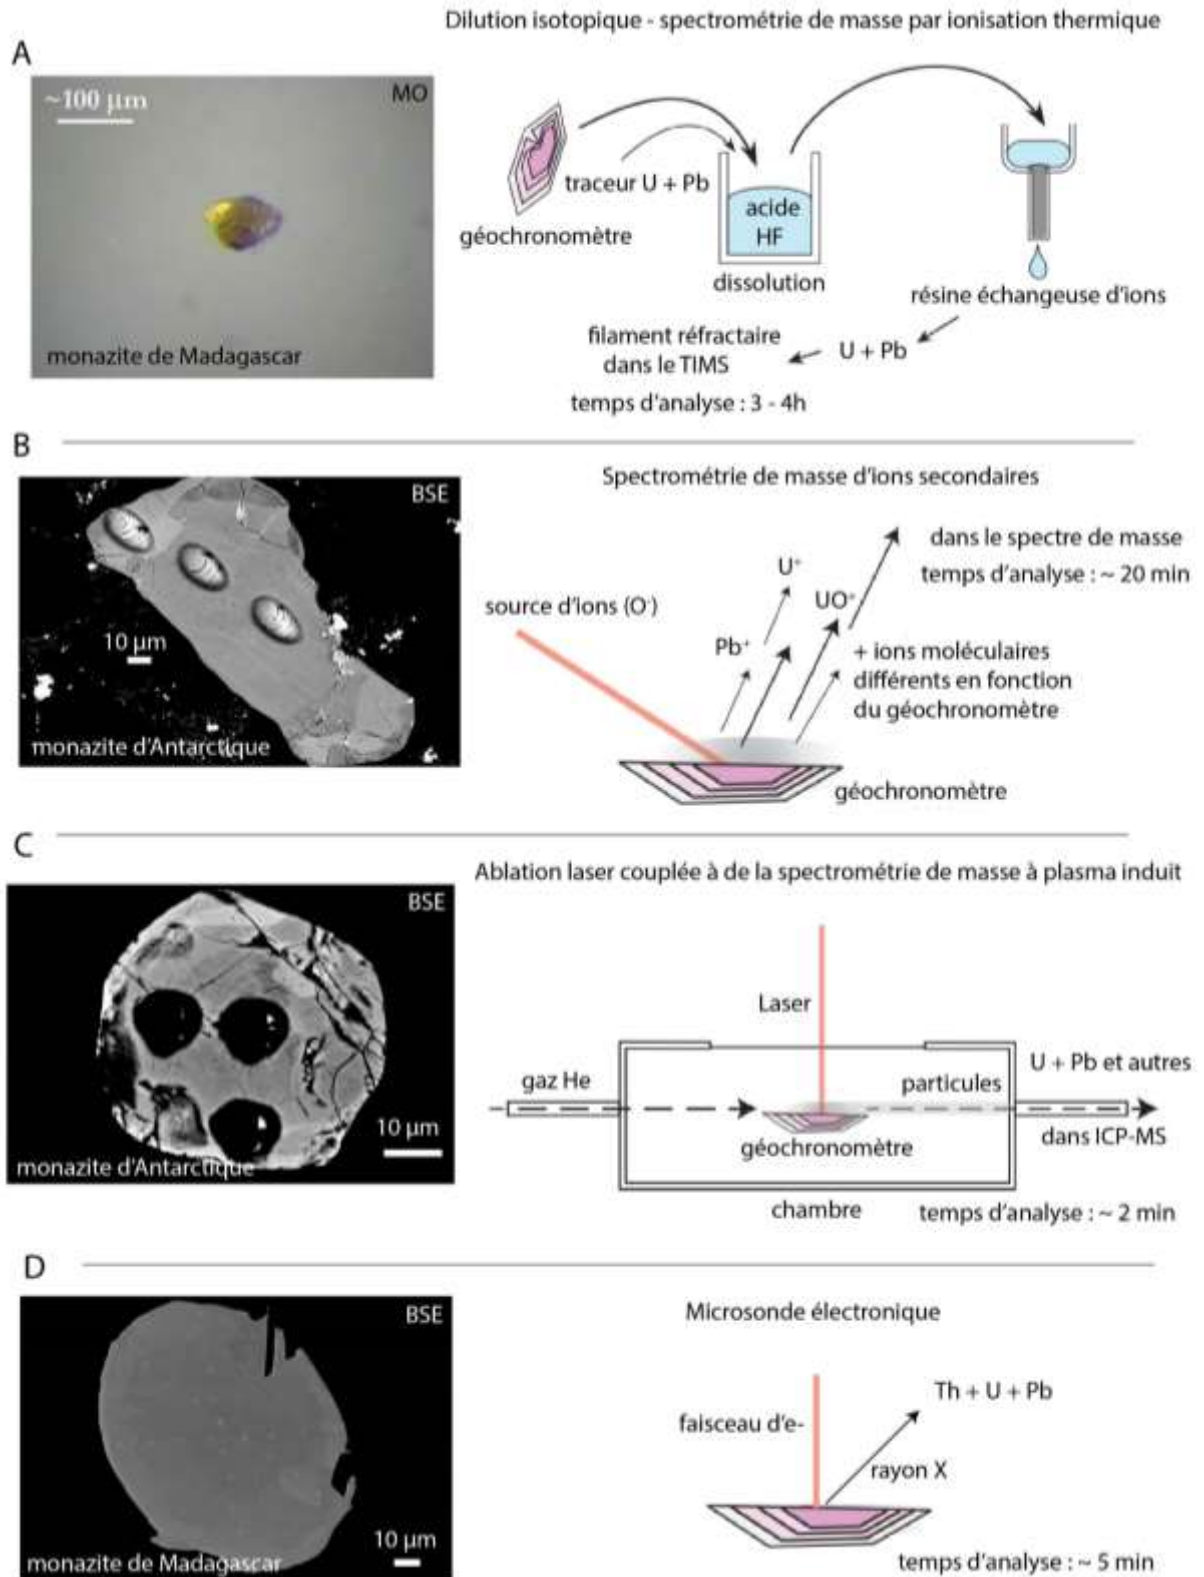 Dilution isotopique - spectrométrie de masse par ionisation thermique
A
~100 µm
MO
monazite de Madagascar
géochronomètre
traceur U + Pb
acide
HF
dissolution
résine échangeuse d'ions
U + Pb
filament réfractaire
dans le TIMS
temps d'analyse : 3 - 4h
B
BSE
10 µm
monazite d'Antarctique
Spectrométrie de masse d'ions secondaires
source d'ions (O⁻)
Pb⁺
U⁺
UO⁺
dans le spectre de masse
temps d'analyse : ~ 20 min
+ ions moléculaires
différents en fonction
du géochronomètre
géochronomètre
C
BSE
10 µm
monazite d'Antarctique
Ablation laser couplée à de la spectrométrie de masse à plasma induit
Laser
gaz He
particules
U + Pb et autres
dans ICP-MS
géochronomètre
chambre
temps d'analyse : ~ 2 min
D
BSE
10 µm
monazite de Madagascar
Microsonde électronique
faisceau d'e-
Th + U + Pb
rayon X
temps d'analyse : ~ 5 min